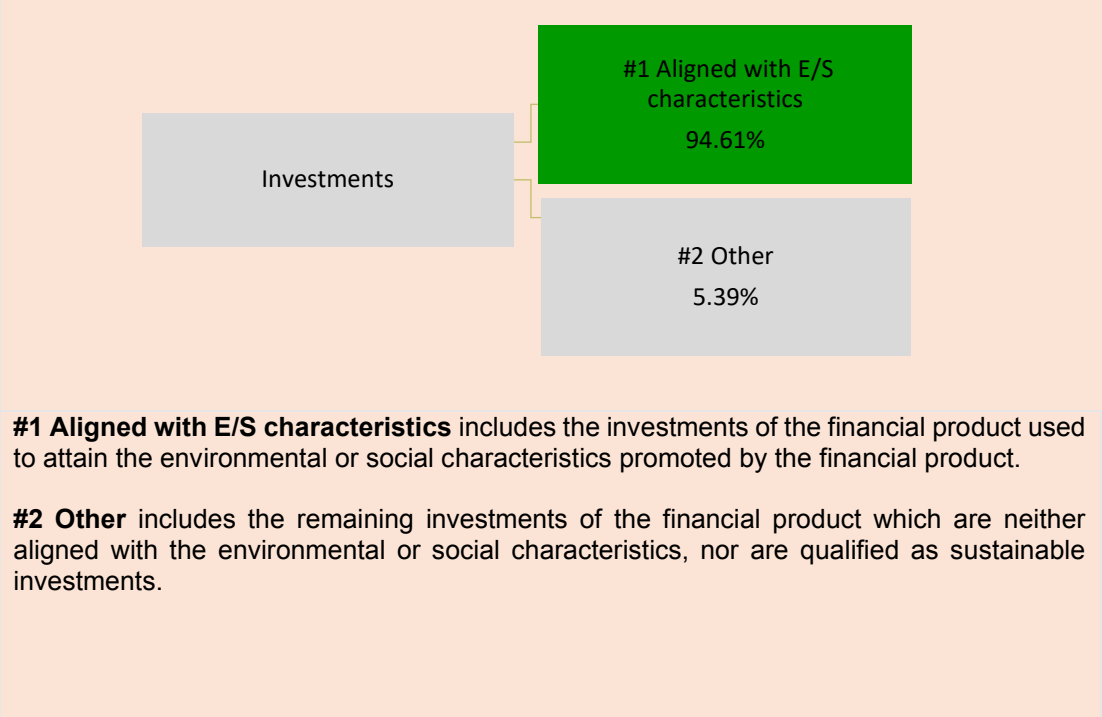 #1 Aligned with E/S
characteristics
94.61%
Investments
#2 Other
5.39%
#1 Aligned with E/S characteristics includes the investments of the financial product used
to attain the environmental or social characteristics promoted by the financial product.
#2 Other includes the remaining investments of the financial product which are neither
aligned with the environmental or social characteristics, nor are qualified as sustainable
investments.